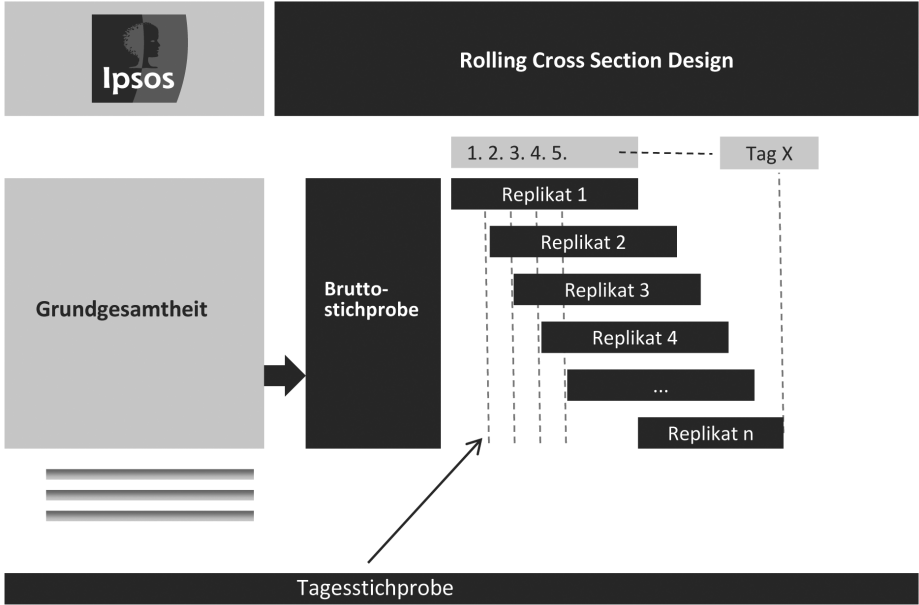 Ipsos
Rolling Cross Section Design
1. 2. 3. 4. 5.
Tag X
Replikat 1
Replikat 2
Replikat 3
Replikat 4
...
Replikat n
Grundgesamtheit
Brutto-
stichprobe
Tagesstichprobe